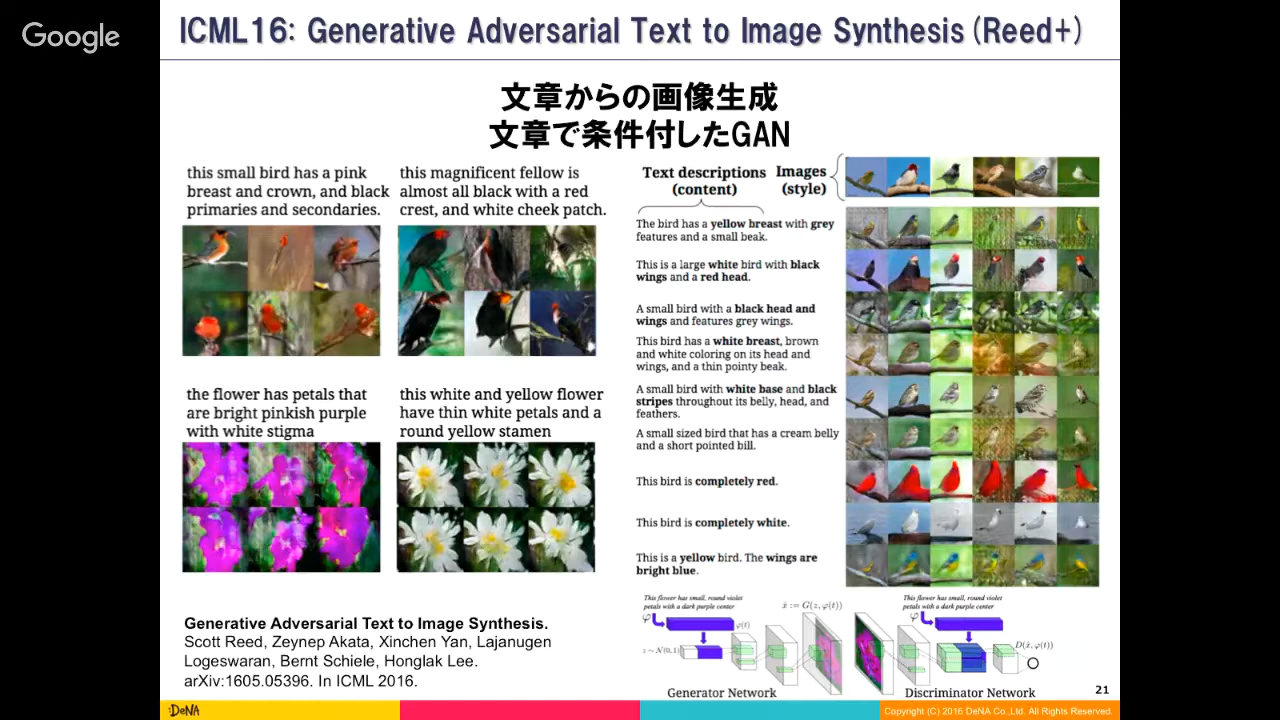 Google
ICML16: Generative Adversarial Text to Image Synthesis (Reed+)
文章からの画像生成
文章で条件付したGAN
this small bird has a pink
breast and crown, and black
primaries and secondaries.
this magnificent fellow is
almost all black with a red
crest, and white cheek patch.
the flower has petals that
are bright pinkish purple
with white stigma
this white and yellow flower
have thin white petals and a
round yellow stamen
Text descriptions
(content)
Images
(style)
The bird has a yellow breast with grey
features and a small beak.
This is a large white bird with black
wings and a red head.
A small bird with a black head and
wings and features grey wings.
This bird has a white breast, brown
and white coloring on its head and
wings, and a thin pointy beak.
A small bird with white base and black
stripes throughout its belly, head, and
feathers.
A small sized bird that has a cream belly
and a short pointed bill.
This bird is completely red.
This bird is completely white.
This is a yellow bird. The wings are
bright blue.
This flower has small, round violet
petals with a dark purple center
φ
φ(t)
z ~ N(0,1)
x̂ := G(z, φ(t))
Generator Network
This flower has small, round violet
petals with a dark purple center
φ
D(x̂, φ(t))
Discriminator Network
Generative Adversarial Text to Image Synthesis.
Scott Reed, Zeynep Akata, Xinchen Yan, Lajanugen
Logeswaran, Bernt Schiele, Honglak Lee.
arXiv:1605.05396. In ICML 2016.
21
:DeNA
Copyright (C) 2016 DeNA Co.,Ltd. All Rights Reserved.